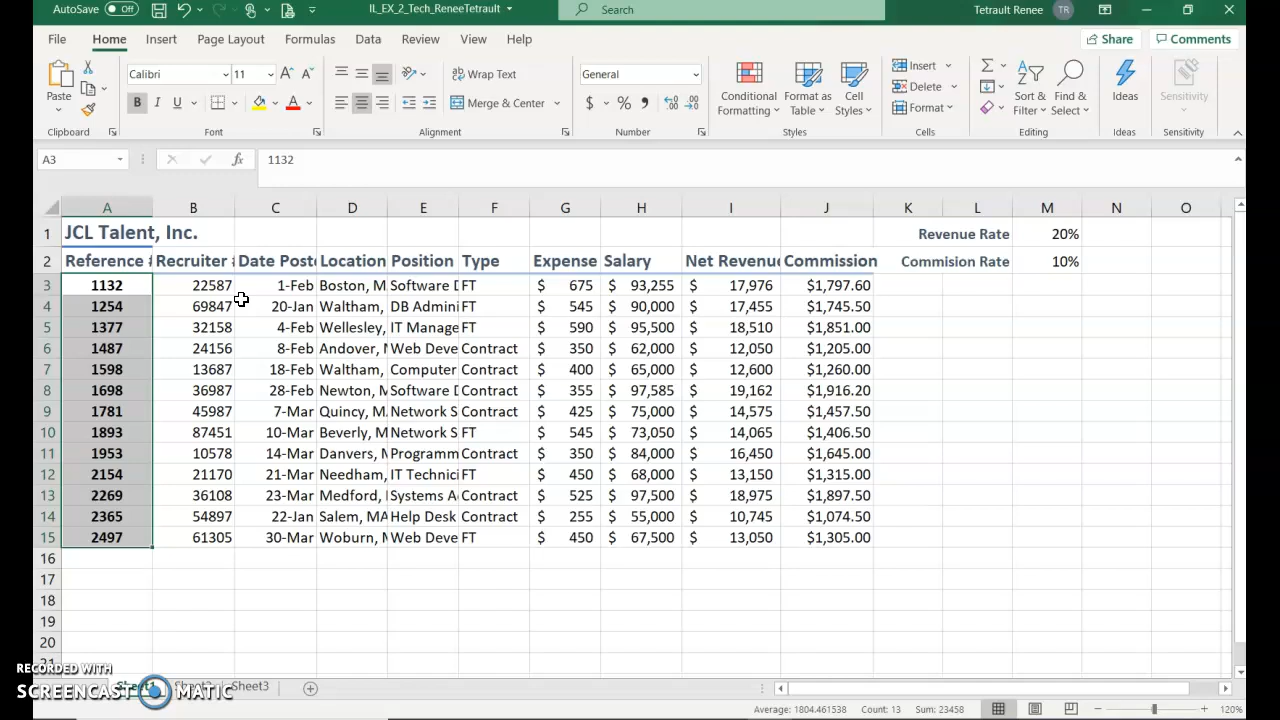 AutoSave Off IL_EX_2_Tech_ReneeTetrault Search Tetrault Renee TR
File Home Insert Page Layout Formulas Data Review View Help Share Comments
Paste Calibri 11 Wrap Text General Conditional Formatting Format as Table Cell Styles Insert Delete Format Sort & Filter Find & Select Ideas Sensitivity
B I U A Merge & Center $ % ,
Clipboard Font Alignment Number Styles Cells Editing Ideas Sensitivity
A3 fx 1132
A B C D E F G H I J K L M N O
1 JCL Talent, Inc. Revenue Rate 20%
2 Reference # Recruiter # Date Poste Location Position Type Expense Salary Net Revenu Commission Commision Rate 10%
3 1132 22587 1-Feb Boston, M Software D FT $ 675 $ 93,255 $ 17,976 $1,797.60
4 1254 69847 20-Jan Waltham, DB Admini FT $ 545 $ 90,000 $ 17,455 $1,745.50
5 1377 32158 4-Feb Wellesley, IT Manage FT $ 590 $ 95,500 $ 18,510 $1,851.00
6 1487 24156 8-Feb Andover, M Web Deve Contract $ 350 $ 62,000 $ 12,050 $1,205.00
7 1598 13687 18-Feb Waltham, Computer Contract $ 400 $ 65,000 $ 12,600 $1,260.00
8 1698 36987 28-Feb Newton, M Software D Contract $ 355 $ 97,585 $ 19,162 $1,916.20
9 1781 45987 7-Mar Quincy, M Network S Contract $ 425 $ 75,000 $ 14,575 $1,457.50
10 1893 87451 10-Mar Beverly, M Network S FT $ 545 $ 73,050 $ 14,065 $1,406.50
11 1953 10578 14-Mar Danvers, M Programm Contract $ 350 $ 84,000 $ 16,450 $1,645.00
12 2154 21170 21-Mar Needham, IT Technici FT $ 450 $ 68,000 $ 13,150 $1,315.00
13 2269 36108 23-Mar Medford, Systems A Contract $ 525 $ 97,500 $ 18,975 $1,897.50
14 2365 54897 22-Jan Salem, MA Help Desk Contract $ 255 $ 55,000 $ 10,745 $1,074.50
15 2497 61305 30-Mar Woburn, M Web Deve FT $ 450 $ 67,500 $ 13,050 $1,305.00
16
17
18
19
20
21
RECORDED WITH
SCREENCAST MATIC
Sheet3
Average: 1804.461538 Count: 13 Sum: 23458 120%